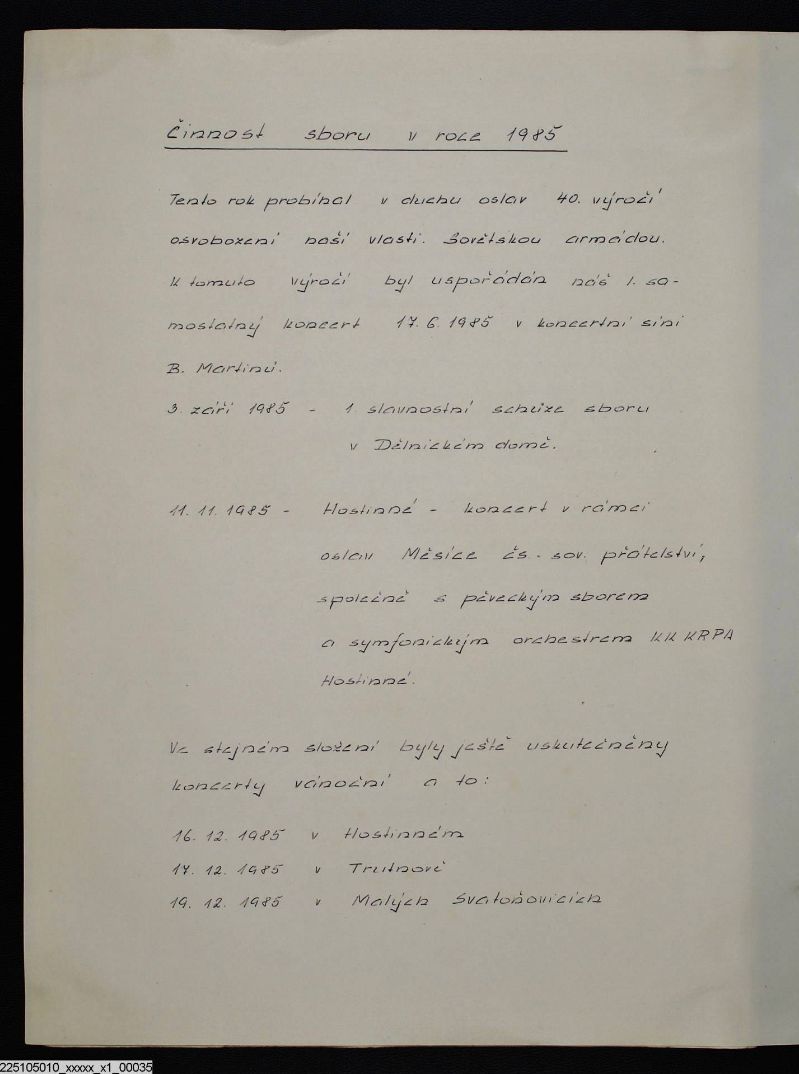 Činnost sboru v roce 1985
Tento rok probíhal v duchu oslav 40. výročí
osvobození naší vlasti. Sovětskou armádou.
K tomuto výročí byl uspořádán náš 1. sa-
mostatný koncert 17. 6. 1985 v koncertní síni
B. Martinů.
3. září 1985 - 1 slavnostní schůze sboru
v Dělnickém domě.
11. 11. 1985 - Hostinné - koncert v rámci
oslav Měsíce čs. - sov. přátelství,
společně s pěveckým sborem
a symfonickým orchestrem KK KRPA
Hostinné.
Ve stejném složení byly ještě uskutečněny
koncerty vánoční a to:
16. 12. 1985 v Hostinném
17. 12. 1985 v Trutnově
19. 12. 1985 v Malých Svatoňovicích
225105010_xxxxx_x1_00035